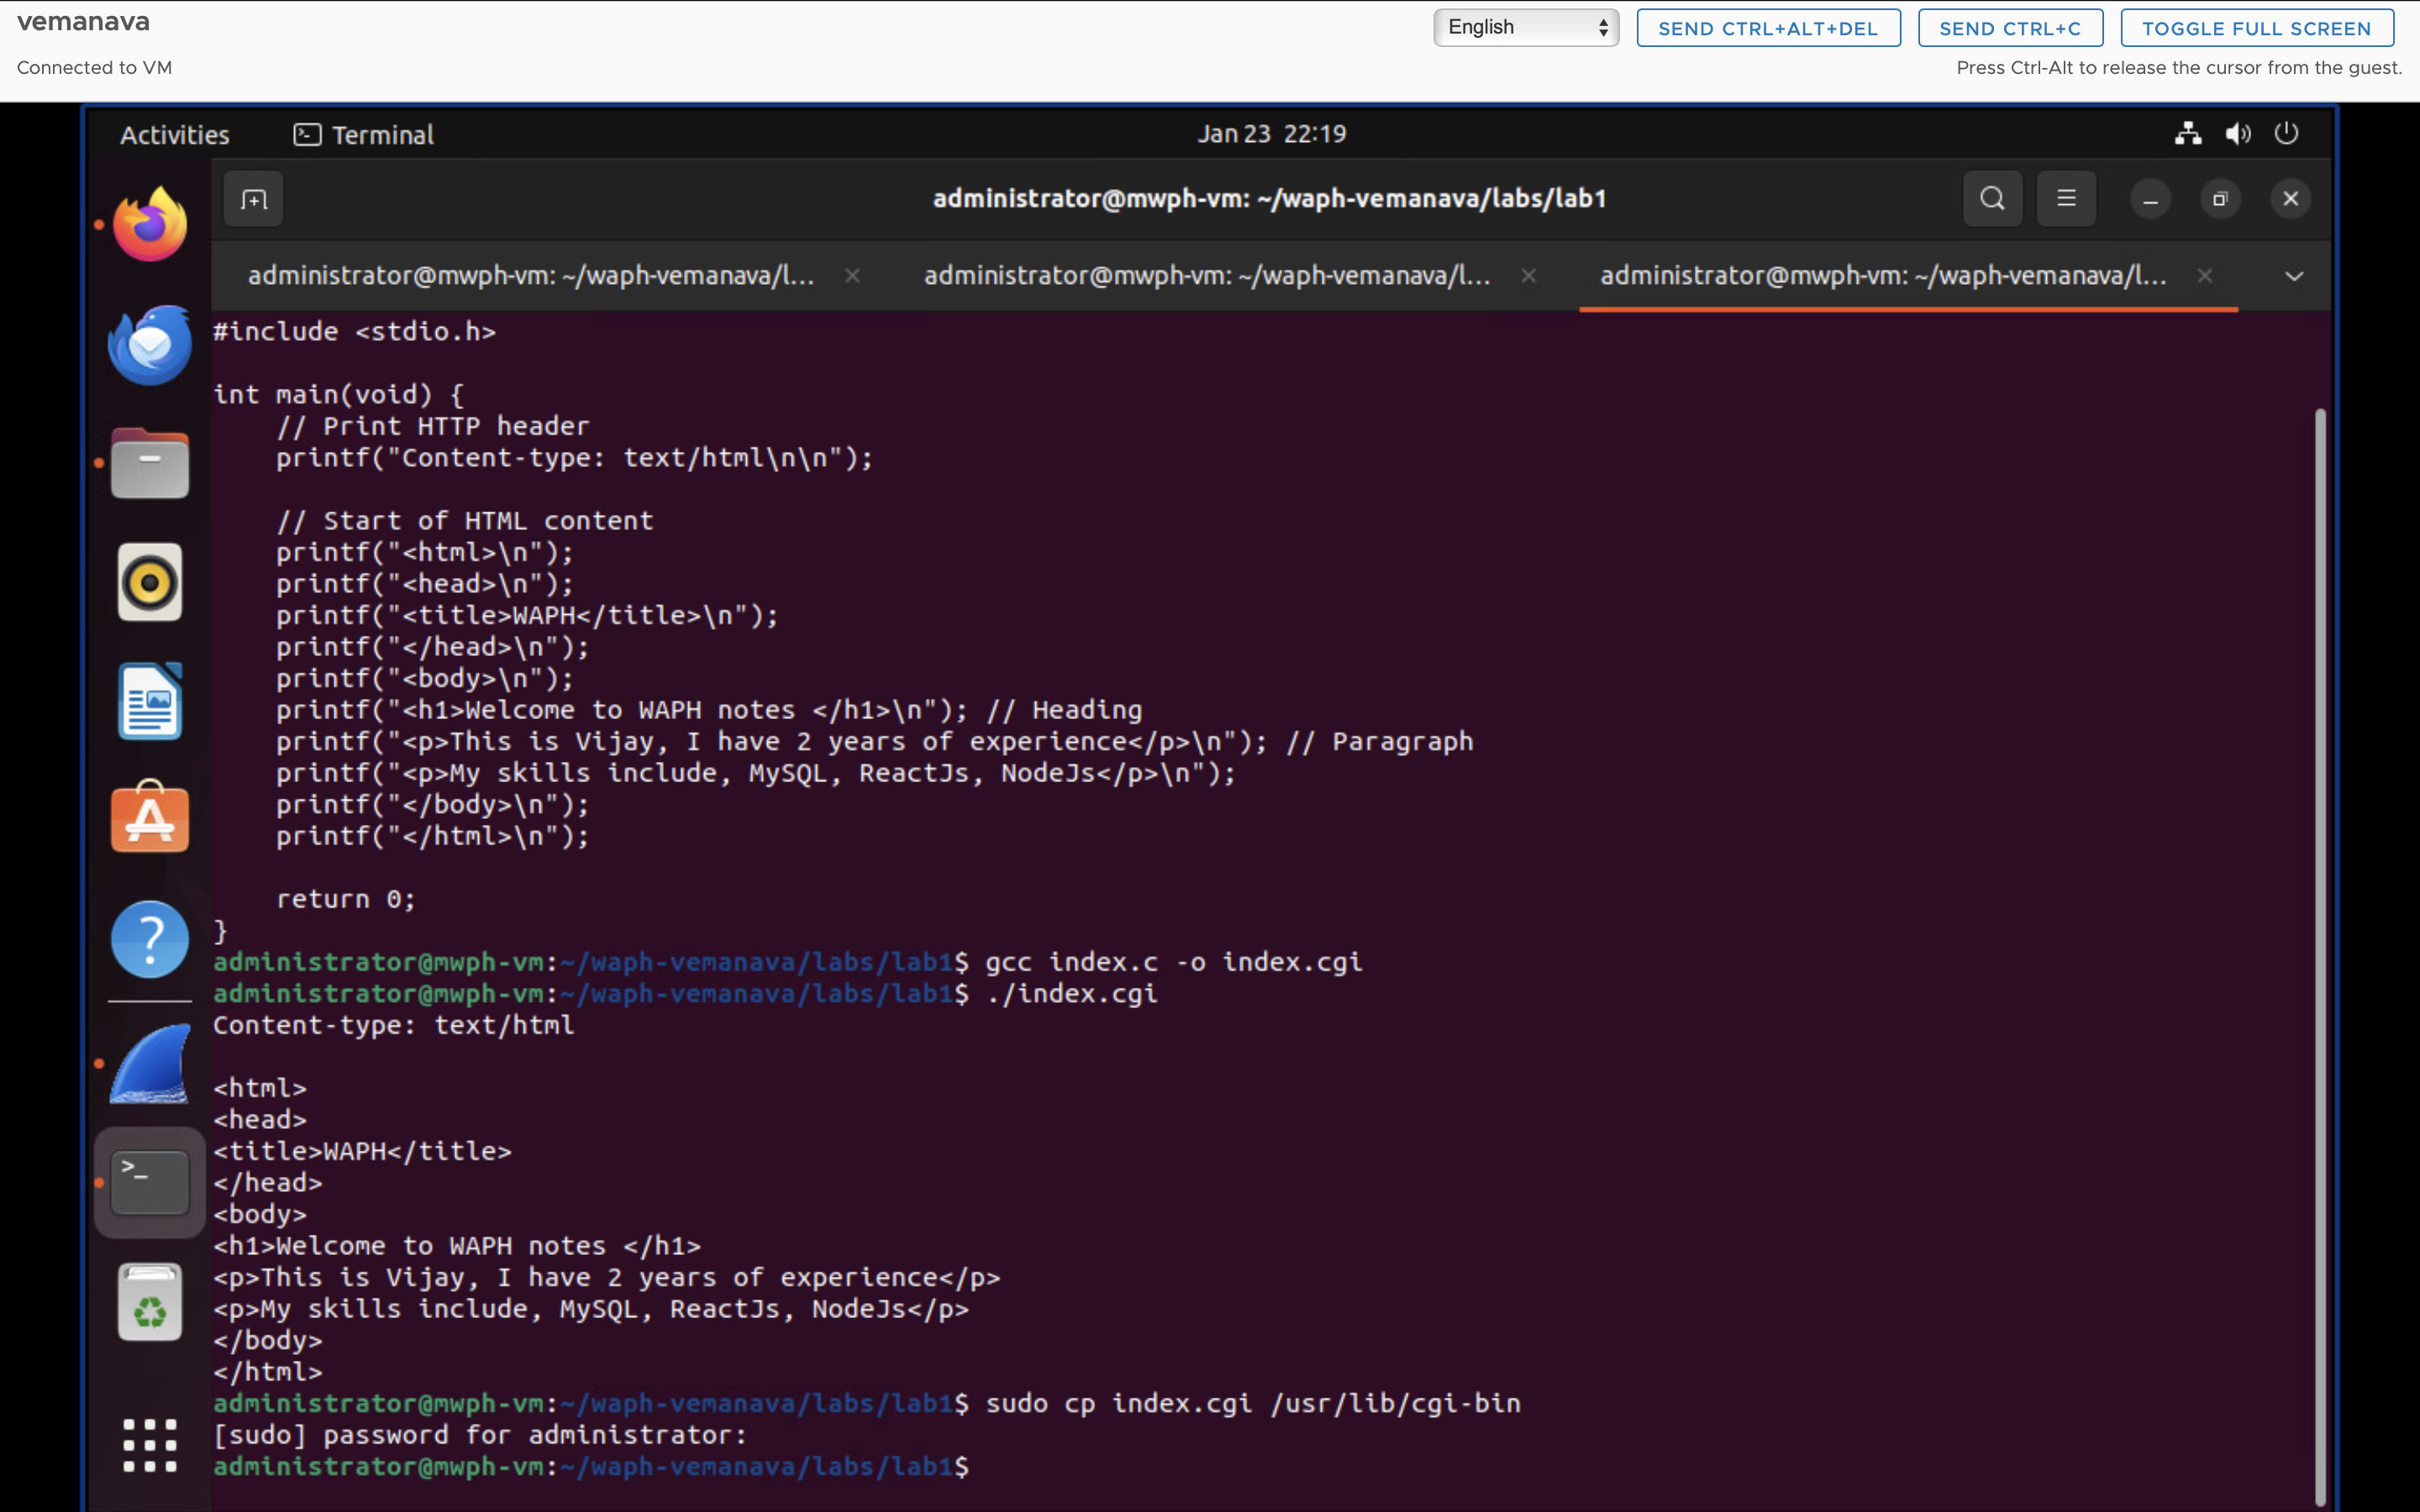 vemanava
English
SEND CTRL+ALT+DEL
SEND CTRL+C
TOGGLE FULL SCREEN
Connected to VM
Press Ctrl-Alt to release the cursor from the guest.
Activities
Terminal
Jan 23 22:19
administrator@mwph-vm: ~/waph-vemanava/labs/lab1
administrator@mwph-vm: ~/waph-vemanava/l...
administrator@mwph-vm: ~/waph-vemanava/l...
administrator@mwph-vm: ~/waph-vemanava/l...
#include <stdio.h>

int main(void) {
    // Print HTTP header
    printf("Content-type: text/html\n\n");

    // Start of HTML content
    printf("<html>\n");
    printf("<head>\n");
    printf("<title>WAPH</title>\n");
    printf("</head>\n");
    printf("<body>\n");
    printf("<h1>Welcome to WAPH notes </h1>\n"); // Heading
    printf("<p>This is Vijay, I have 2 years of experience</p>\n"); // Paragraph
    printf("<p>My skills include, MySQL, ReactJs, NodeJs</p>\n");
    printf("</body>\n");
    printf("</html>\n");

    return 0;
}
administrator@mwph-vm:~/waph-vemanava/labs/lab1$ gcc index.c -o index.cgi
administrator@mwph-vm:~/waph-vemanava/labs/lab1$ ./index.cgi
Content-type: text/html

<html>
<head>
<title>WAPH</title>
</head>
<body>
<h1>Welcome to WAPH notes </h1>
<p>This is Vijay, I have 2 years of experience</p>
<p>My skills include, MySQL, ReactJs, NodeJs</p>
</body>
</html>
administrator@mwph-vm:~/waph-vemanava/labs/lab1$ sudo cp index.cgi /usr/lib/cgi-bin
[sudo] password for administrator:
administrator@mwph-vm:~/waph-vemanava/labs/lab1$